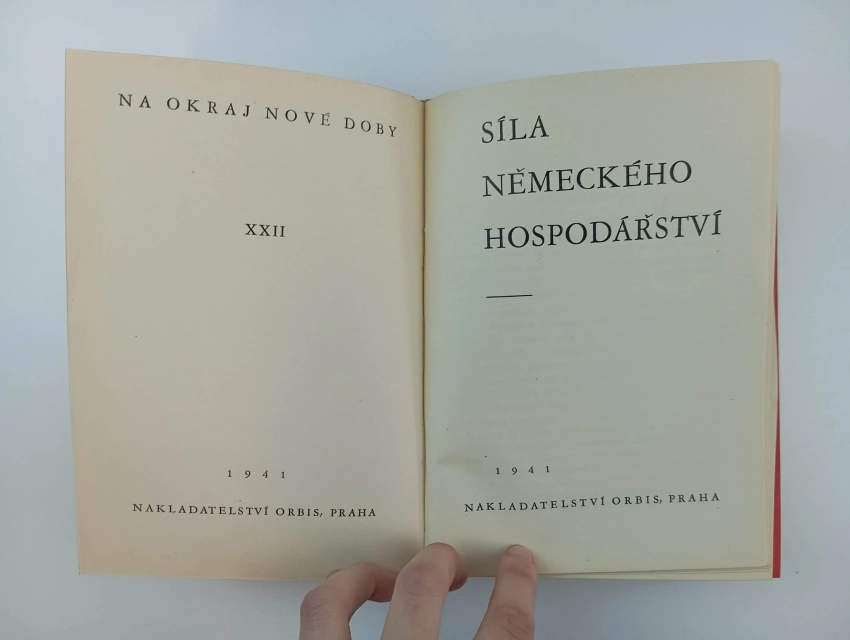 NA OKRAJ NOVÉ DOBY
XXII
1941
NAKLADATELSTVÍ ORBIS, PRAHA
SÍLA
NĚMECKÉHO
HOSPODÁŘSTVÍ
1941
NAKLADATELSTVÍ ORBIS, PRAHA